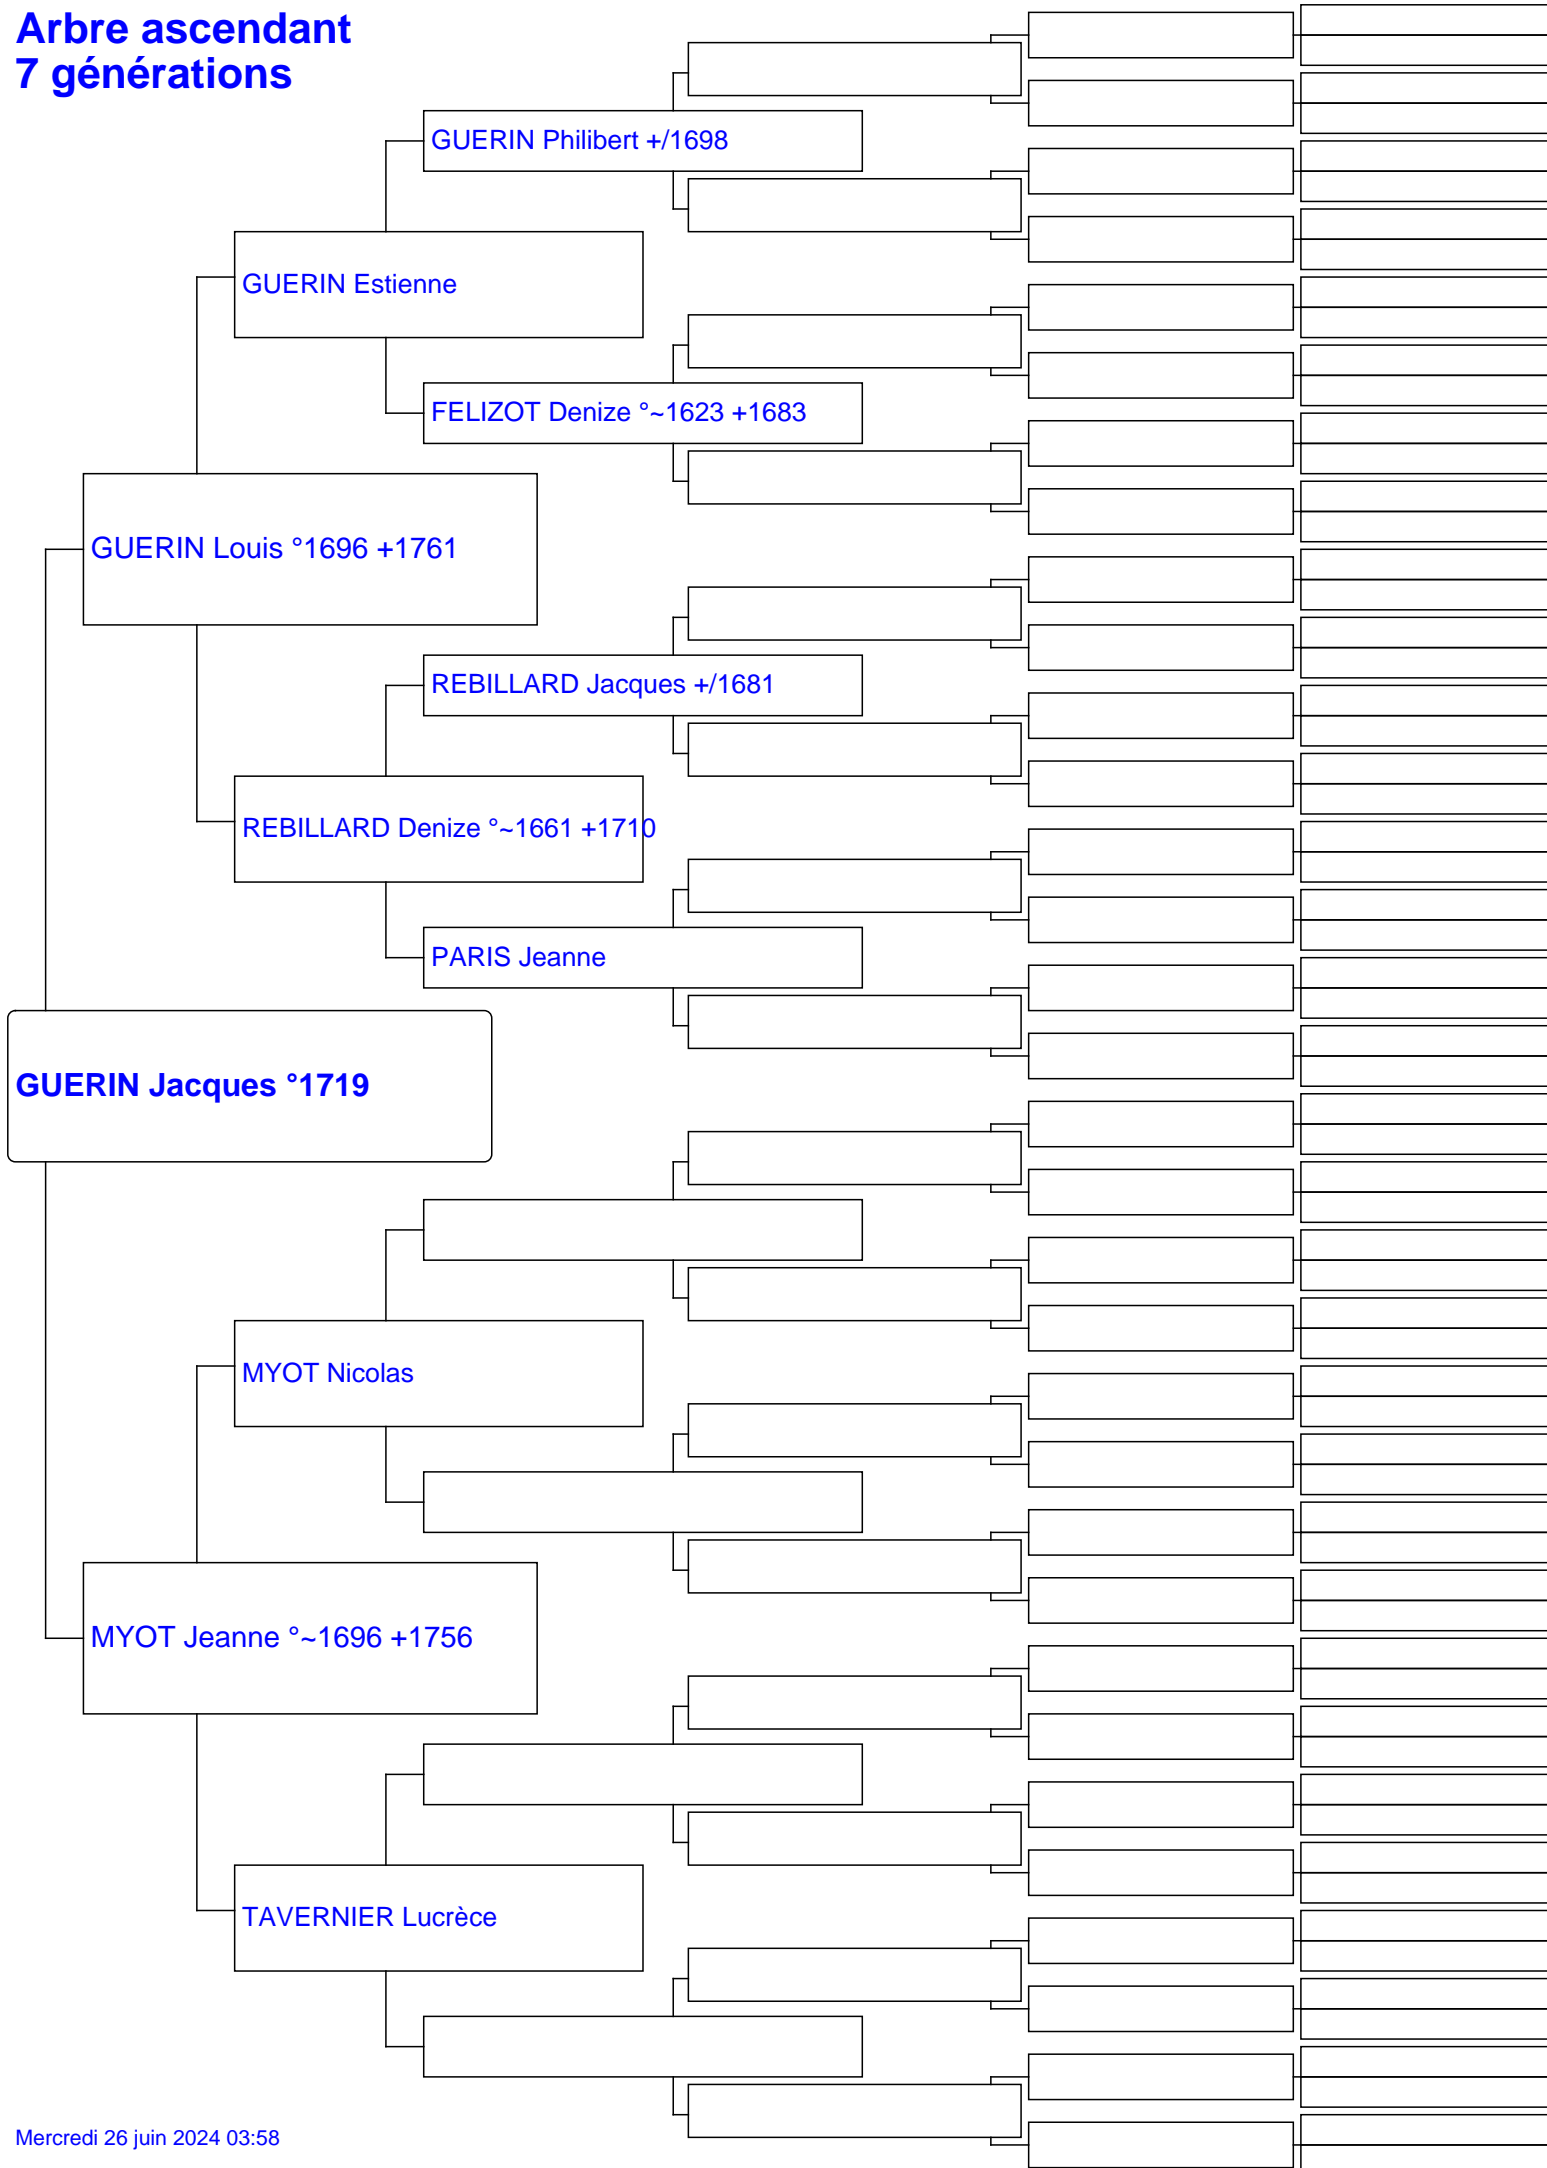 Arbre ascendant
7 générations
GUERIN Philibert +/1698
GUERIN Estienne
FELIZOT Denize °~1623 +1683
GUERIN Louis °1696 +1761
REBILLARD Jacques +/1681
REBILLARD Denize °~1661 +1710
PARIS Jeanne
GUERIN Jacques °1719
MYOT Nicolas
MYOT Jeanne °~1696 +1756
TAVERNIER Lucrèce
Mercredi 26 juin 2024 03:58